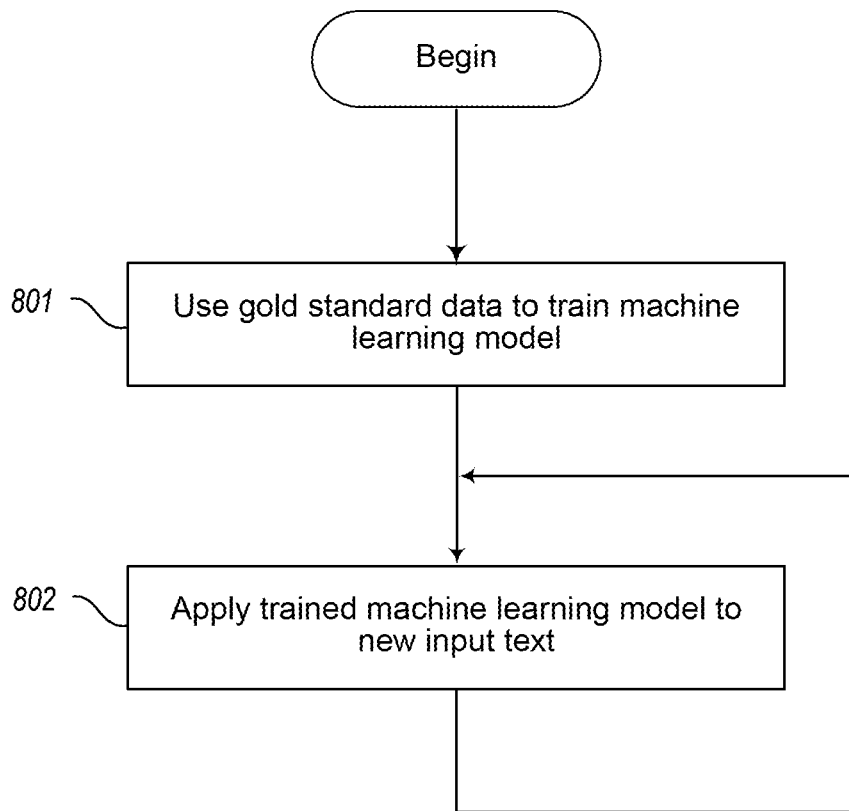 Begin
801
Use gold standard data to train machine
learning model
802
Apply trained machine learning model to
new input text